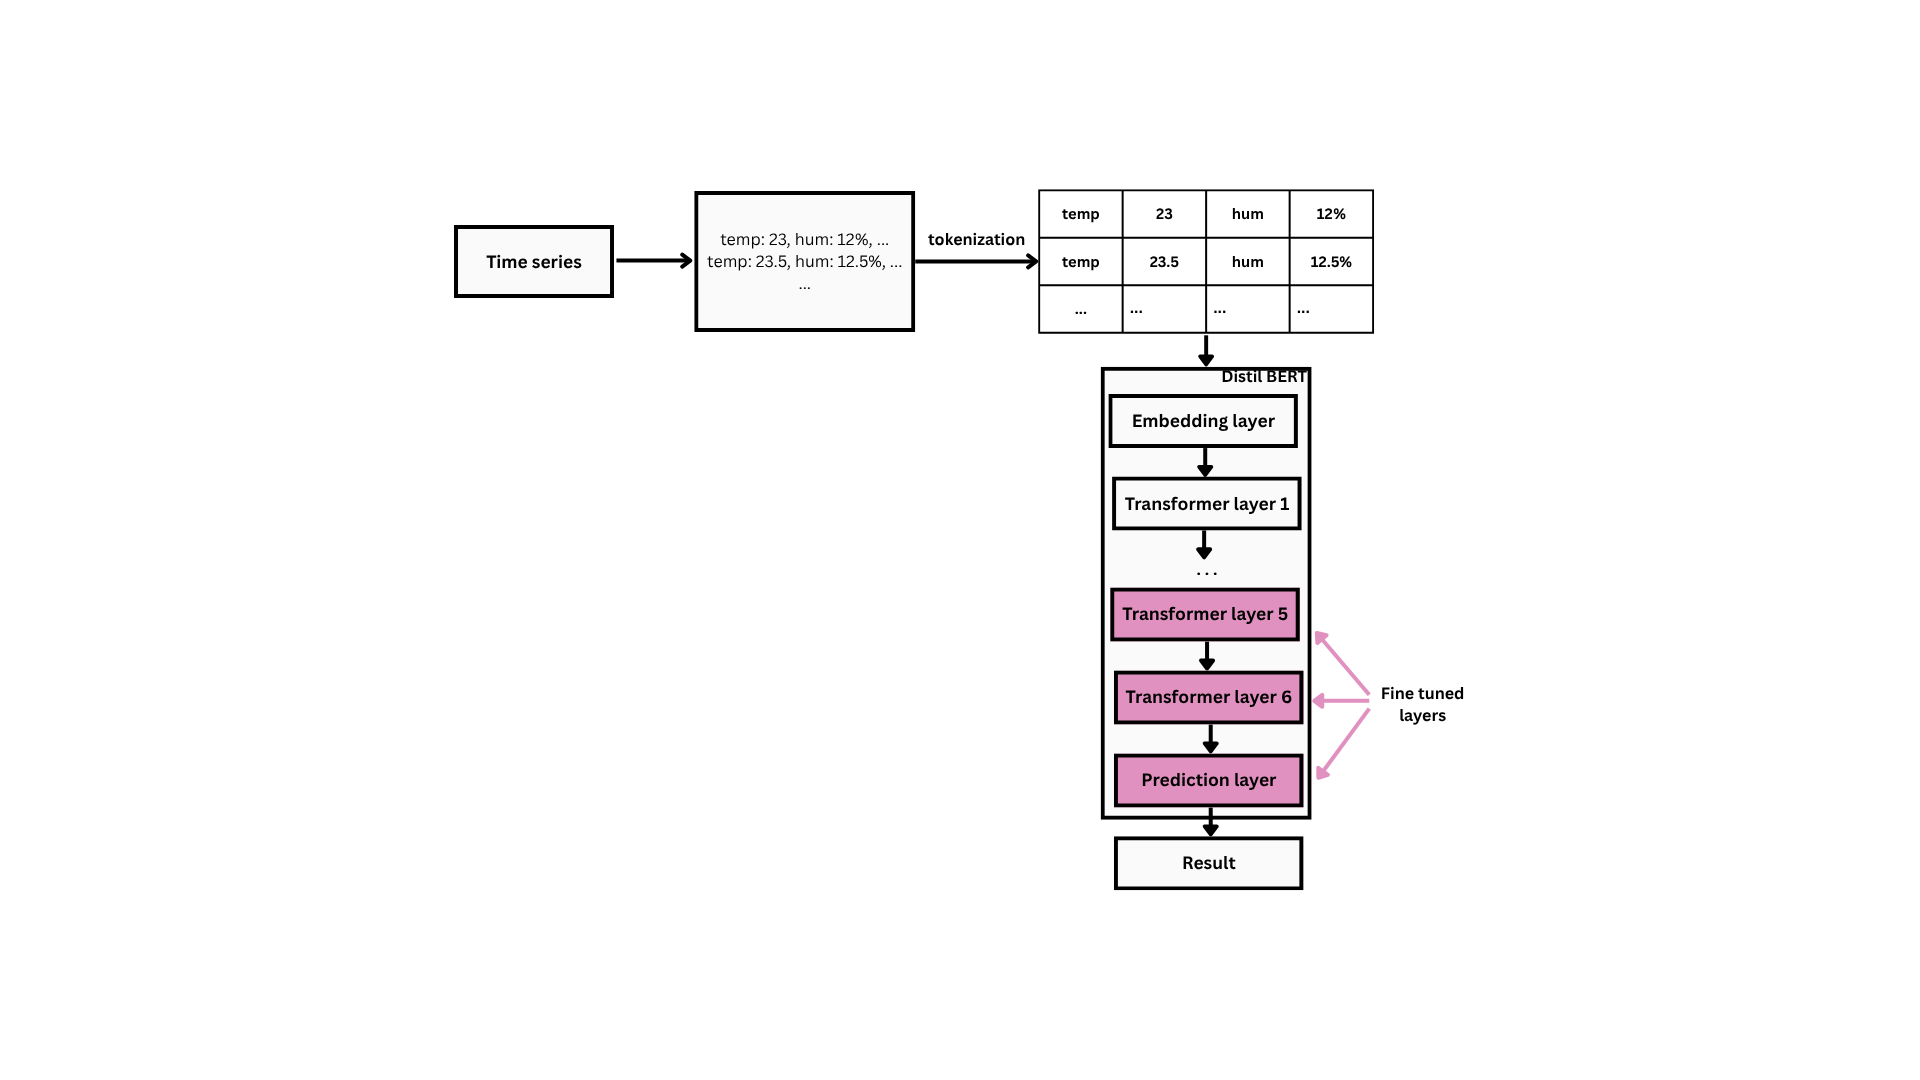 Time series
temp: 23, hum: 12%, ...
temp: 23.5, hum: 12.5%, ...
...
tokenization
temp 23 hum 12%
temp 23.5 hum 12.5%
... ... ... ...
Distil BERT
Embedding layer
Transformer layer 1
...
Transformer layer 5
Transformer layer 6
Prediction layer
Fine tuned
layers
Result